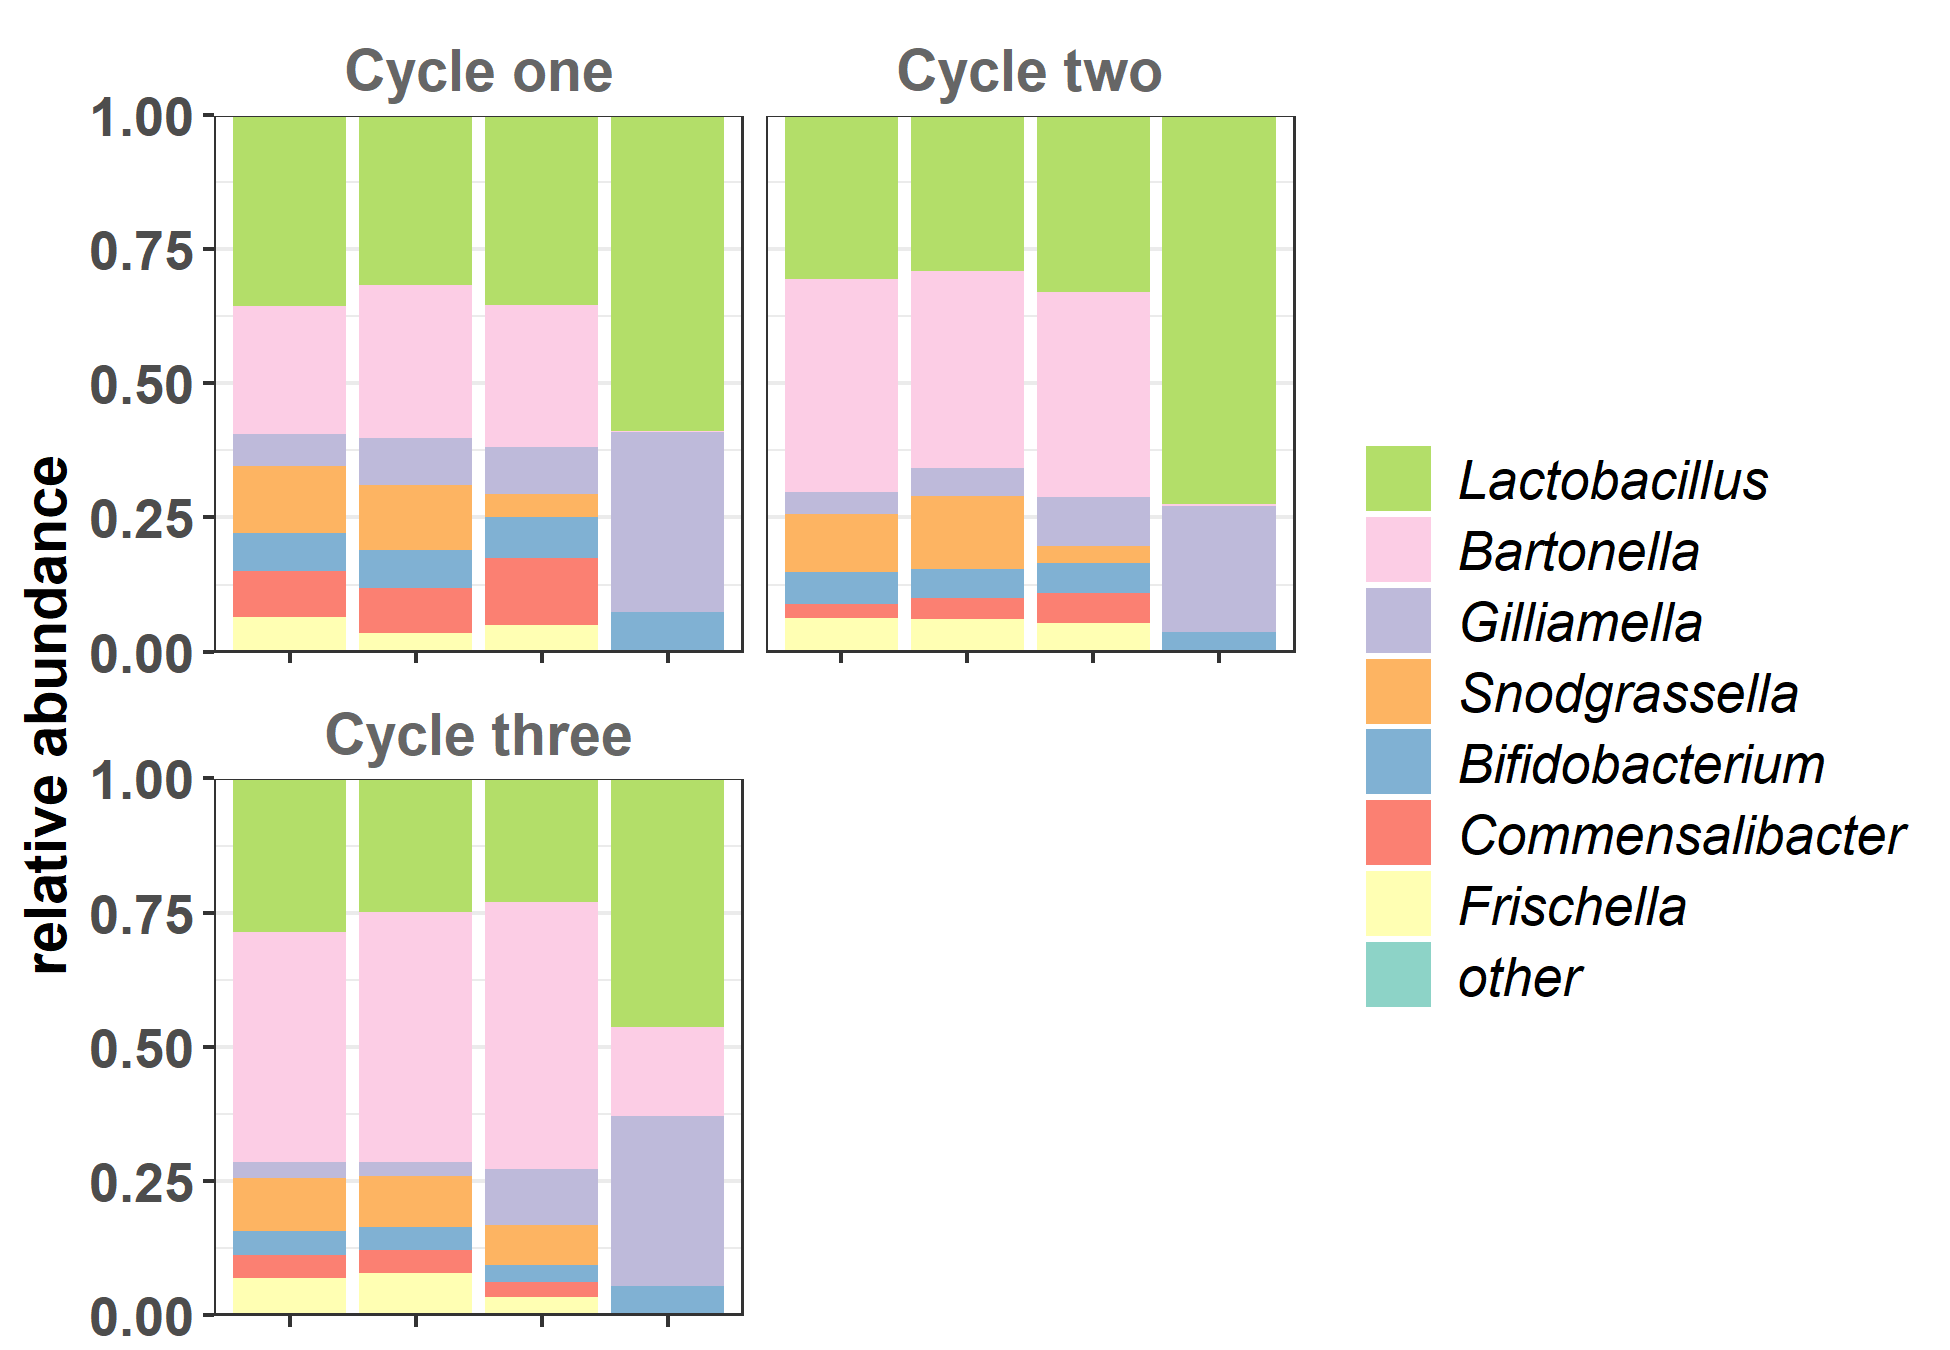 Cycle one
Cycle two
1.00
0.75
0.50
0.25
0.00
Cycle three
1.00
0.75
0.50
0.25
0.00
relative abundance
Lactobacillus
Bartonella
Gilliamella
Snodgrassella
Bifidobacterium
Commensalibacter
Frischella
other